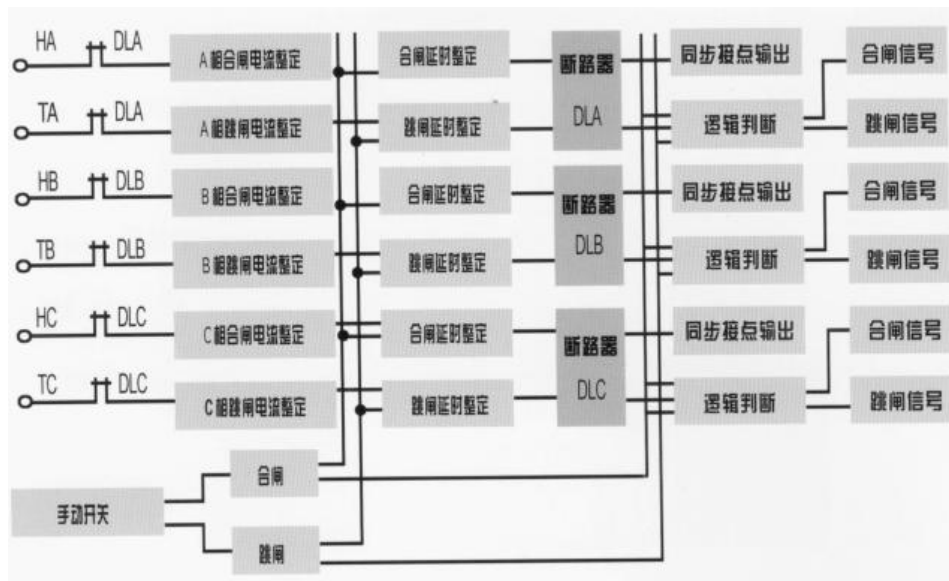 HA DLA
A相合闸电流整定
合闸延时整定
断路器
DLA
同步接点输出
合闸信号
TA DLA
A相跳闸电流整定
跳闸延时整定
逻辑判断
跳闸信号
HB DLB
B相合闸电流整定
合闸延时整定
断路器
DLB
同步接点输出
合闸信号
TB DLB
B相跳闸电流整定
跳闸延时整定
逻辑判断
跳闸信号
HC DLC
C相合闸电流整定
合闸延时整定
断路器
DLC
同步接点输出
合闸信号
TC DLC
C相跳闸电流整定
跳闸延时整定
逻辑判断
跳闸信号
手动开关
合闸
跳闸